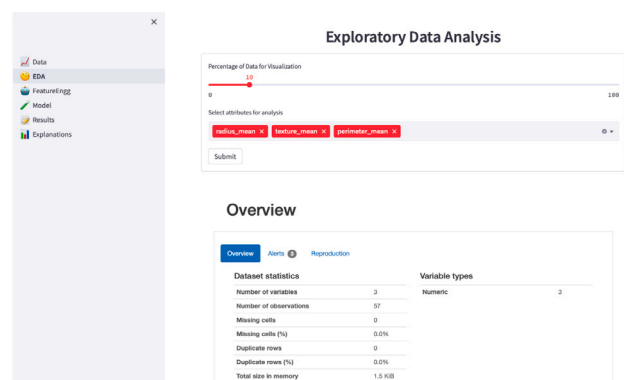 ×
Data
EDA
FeatureEngg
Model
Results
Explanations
Exploratory Data Analysis
Percentage of Data for Visualization
10
0 100
Select attributes for analysis
radius_mean × texture_mean × perimeter_mean ×
Submit
Overview
Overview Alerts 3 Reproduction
Dataset statistics
Number of variables 3
Number of observations 57
Missing cells 0
Missing cells (%) 0.0%
Duplicate rows 0
Duplicate rows (%) 0.0%
Total size in memory 1.5 KiB
Variable types
Numeric 3